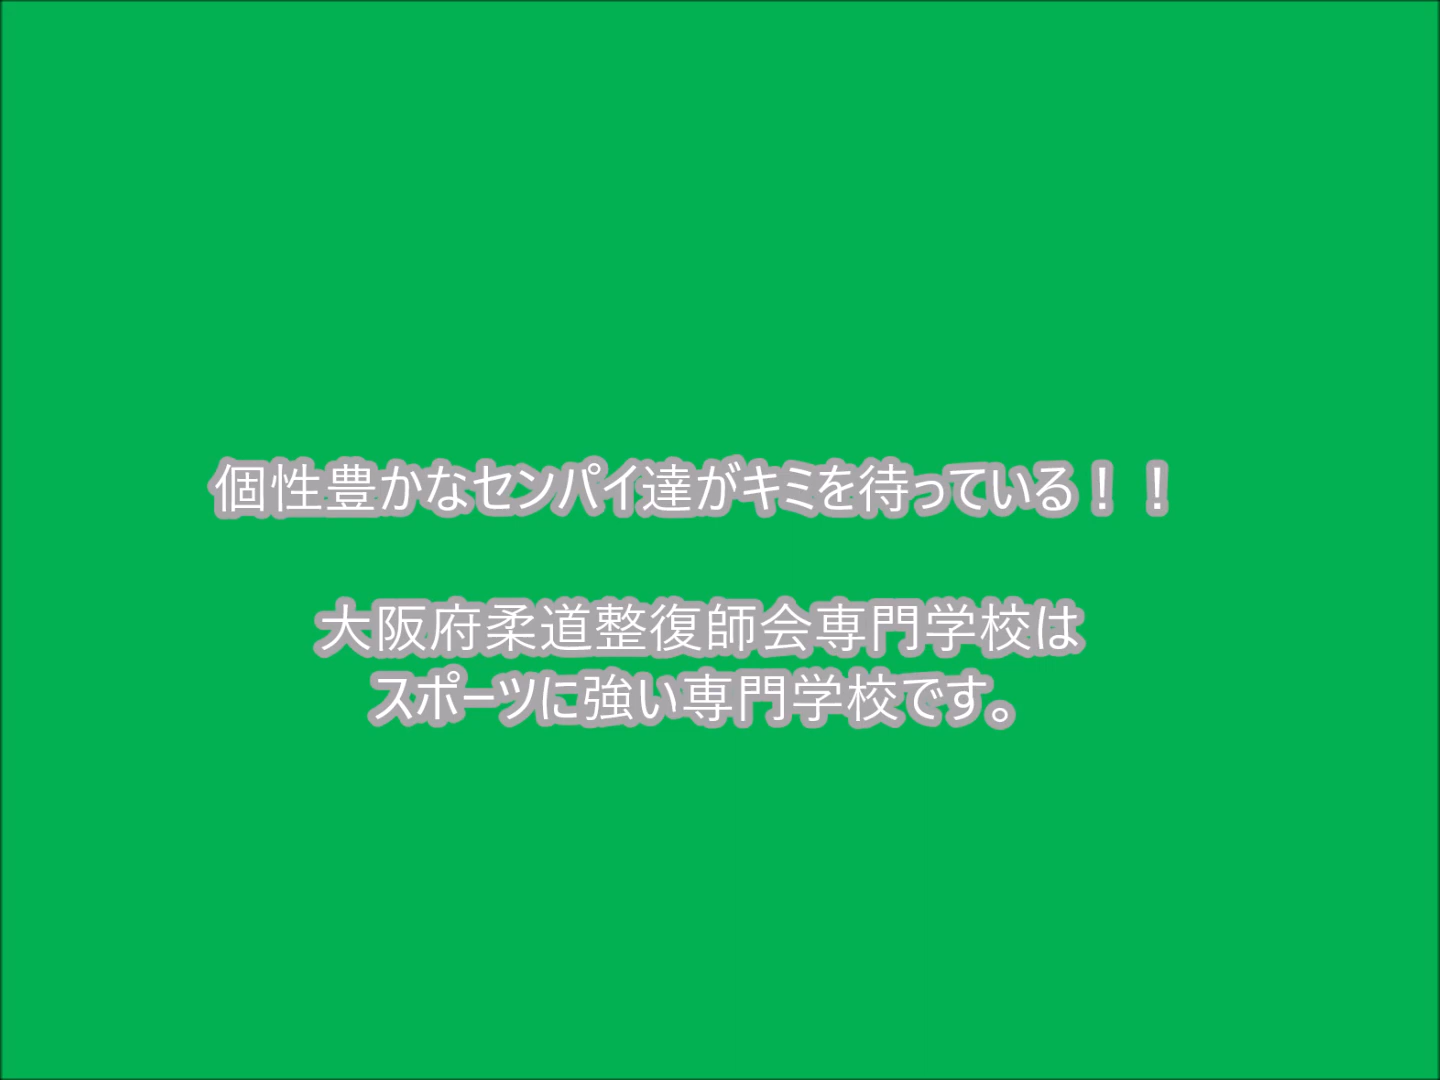 個性豊かなセンパイ達がキミを待っている！！
大阪府柔道整復師会専門学校は
スポーツに強い専門学校です。